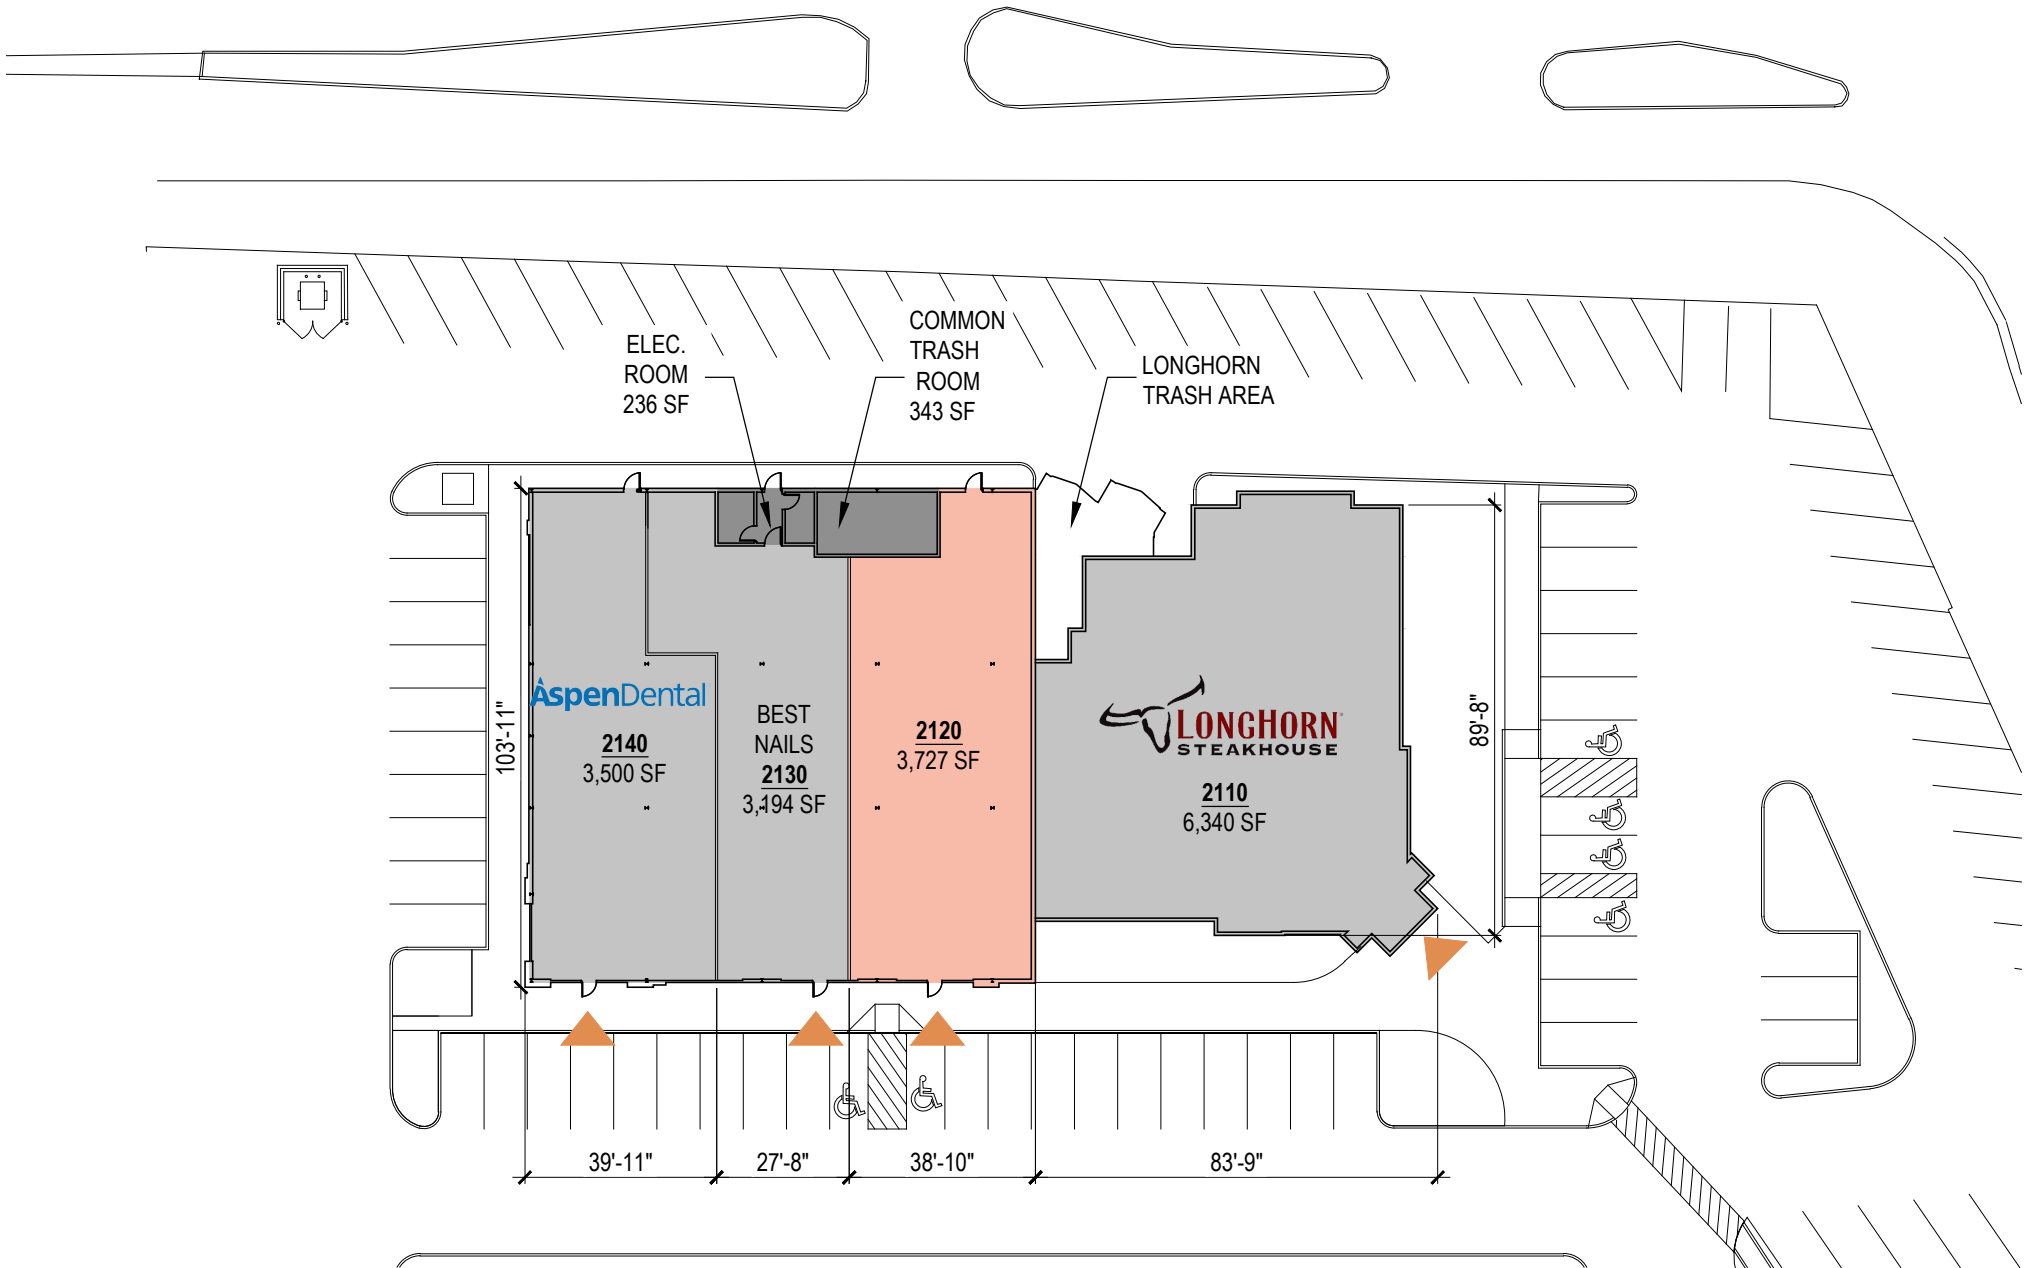 ELEC.
ROOM
236 SF
COMMON
TRASH
ROOM
343 SF
LONGHORN
TRASH AREA
103'-11"
AspenDental
2140
3,500 SF
BEST
NAILS
2130
3,194 SF
2120
3,727 SF
LONGHORN
STEAKHOUSE
2110
6,340 SF
89'-8"
39'-11"
27'-8"
38'-10"
83'-9"